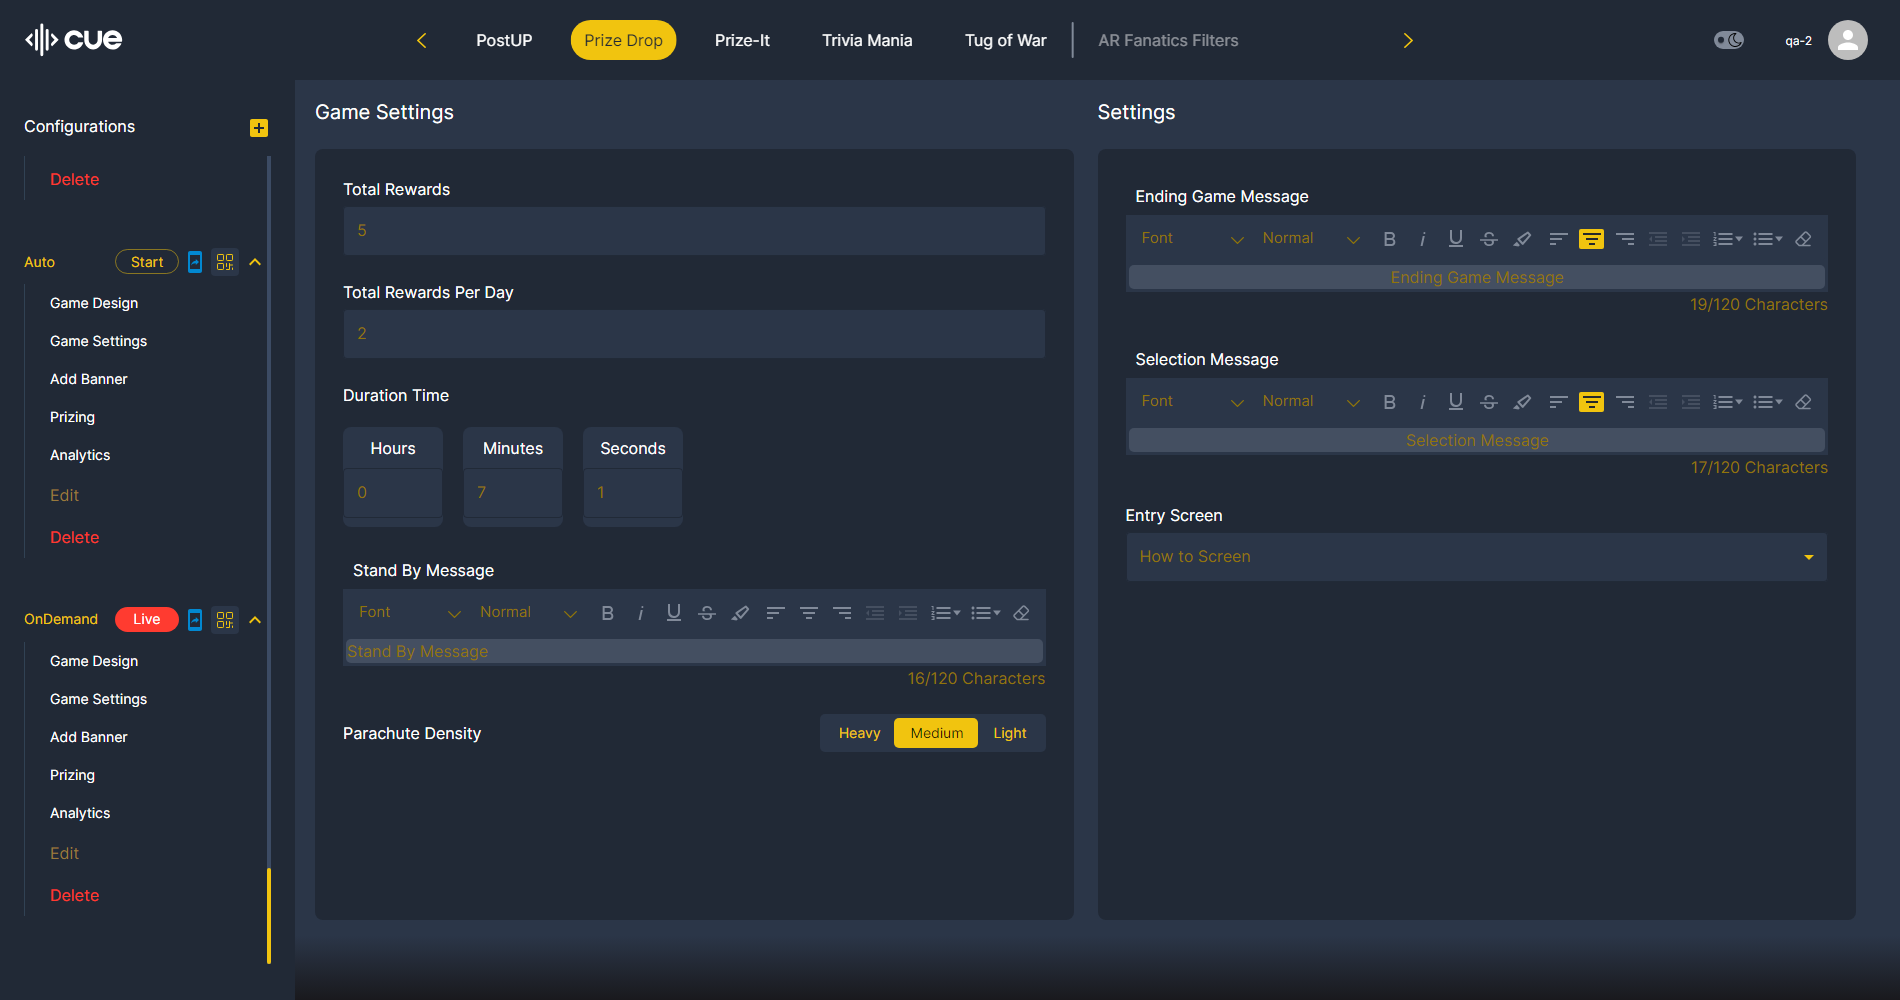 cue
PostUP
Prize Drop
Prize-It
Trivia Mania
Tug of War
AR Fanatics Filters
qa-2
Configurations
Delete
Auto
Start
Game Design
Game Settings
Add Banner
Prizing
Analytics
Edit
Delete
OnDemand
Live
Game Design
Game Settings
Add Banner
Prizing
Analytics
Edit
Delete
Game Settings
Total Rewards
5
Total Rewards Per Day
2
Duration Time
Hours
Minutes
Seconds
0
7
1
Stand By Message
Font
Normal
Stand By Message
16/120 Characters
Parachute Density
Heavy
Medium
Light
Settings
Ending Game Message
Font
Normal
Ending Game Message
19/120 Characters
Selection Message
Font
Normal
Selection Message
17/120 Characters
Entry Screen
How to Screen